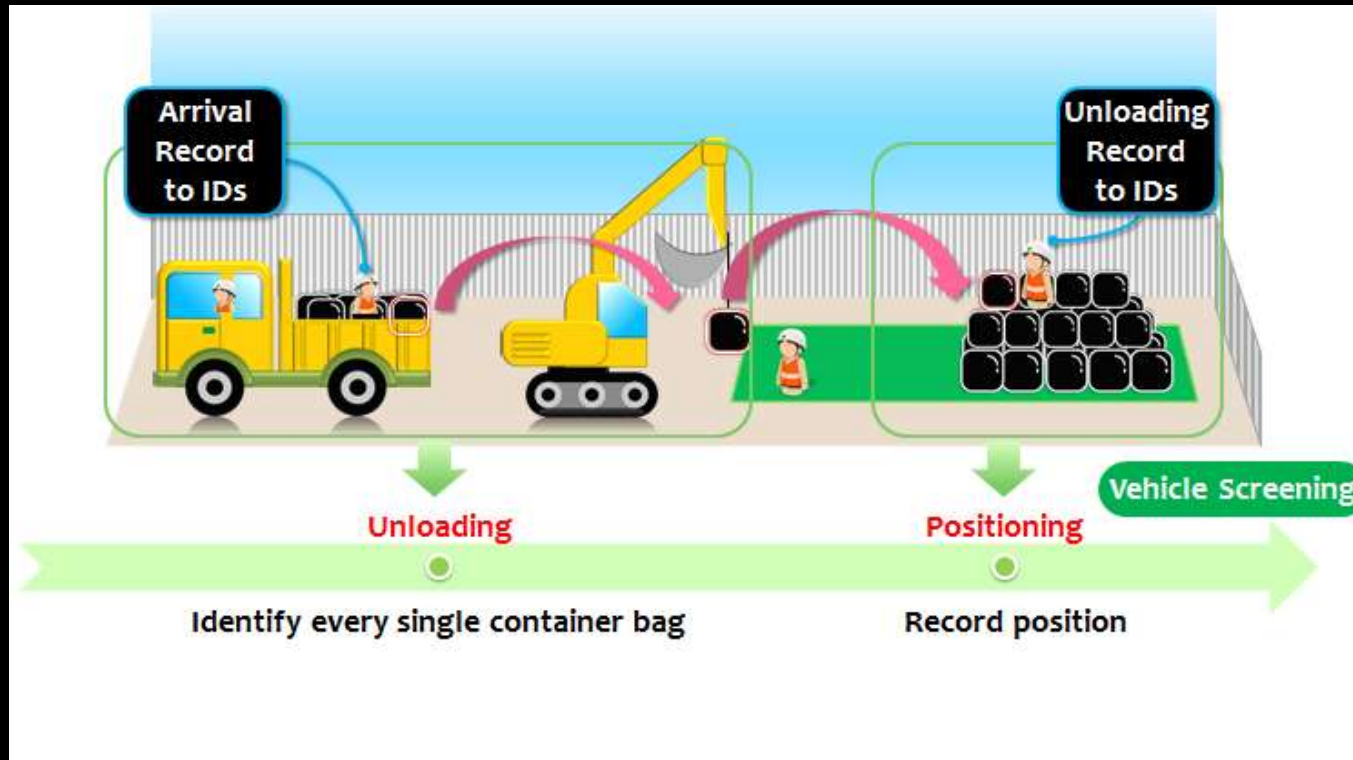 Arrival
Record
to IDs
Unloading
Record
to IDs
Vehicle Screening
Unloading
Positioning
Identify every single container bag
Record position